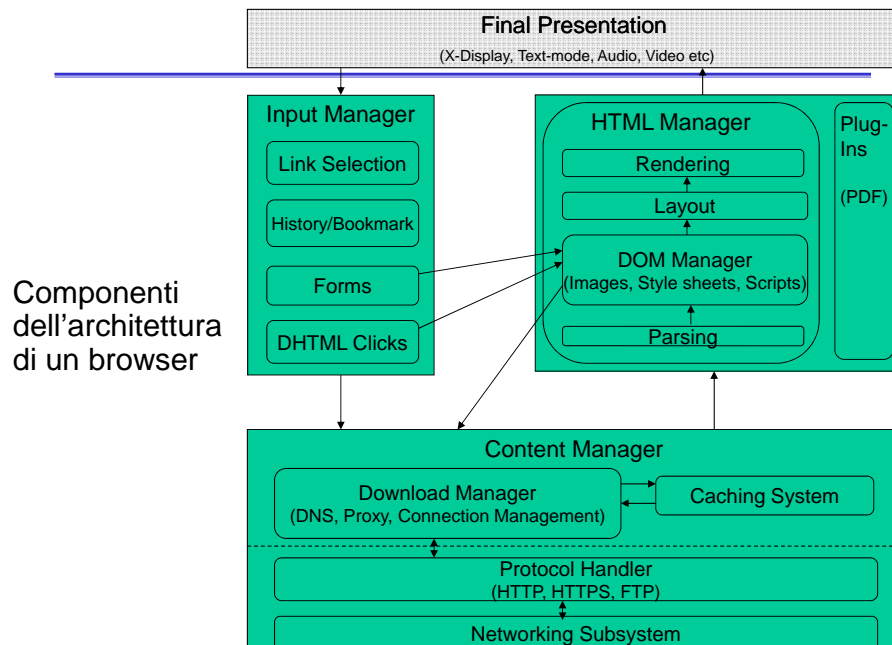 Final Presentation
(X-Display, Text-mode, Audio, Video etc)
Input Manager
Link Selection
History/Bookmark
Forms
DHTML Clicks
HTML Manager
Rendering
Layout
DOM Manager
(Images, Style sheets, Scripts)
Parsing
Plug-
Ins
(PDF)
Componenti
dell’architettura
di un browser
Content Manager
Download Manager
(DNS, Proxy, Connection Management)
Caching System
Protocol Handler
(HTTP, HTTPS, FTP)
Networking Subsystem